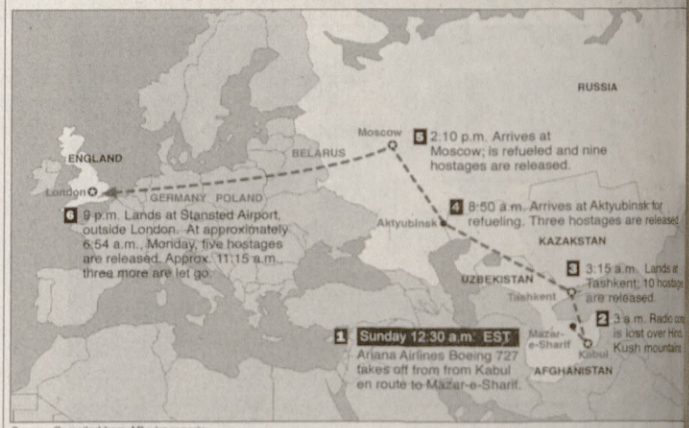 RUSSIA
Moscow
5 2:10 p.m. Arrives at
Moscow; is refueled and nine
hostages are released.
BELARUS
ENGLAND
London
GERMANY POLAND
6 9 p.m. Lands at Stansted Airport,
outside London. At approximately
6:54 a.m., Monday, five hostages
are released. Approx. 11:15 a.m.
three more are let go.
4 8:50 a.m. Arrives at Aktyubinsk for
refueling. Three hostages are released
Aktyubinsk
KAZAKSTAN
3 3:15 a.m. Lands at
Tashkent; 10 hostage
are released.
UZBEKISTAN
Tashkent
2 3 a.m. Radio
is lost over
Kush mountain
Mazar-
e-Sharif
Kabul
AFGHANISTAN
1 Sunday 12:30 a.m. EST
Ariana Airlines Boeing 727
takes off from from Kabul
en route to Mazar-e-Sharif.